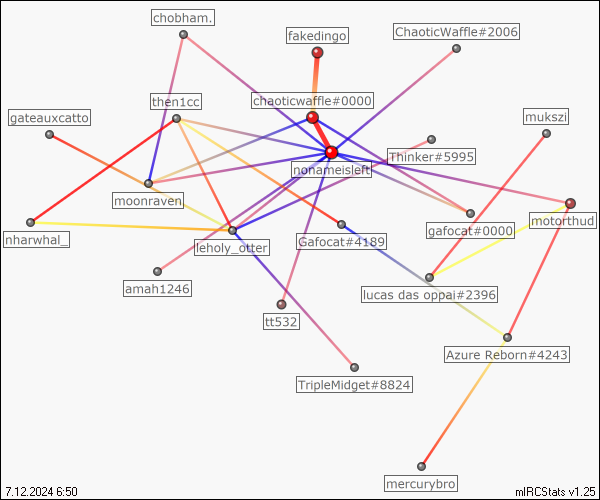 chobham.
fakedingo
ChaoticWaffle#2006
then1cc
chaoticwaffle#0000
gateauxcatto
mukszi
Thinker#5995
nonameisleft
moonraven
motorthud
gafocat#0000
nharwhal_
leholy_otter
Gafocat#4189
amah1246
lucas das oppai#2396
tt532
Azure Reborn#4243
TripleMidget#8824
mercurybro
7.12.2024 6:50
mIRCStats v1.25